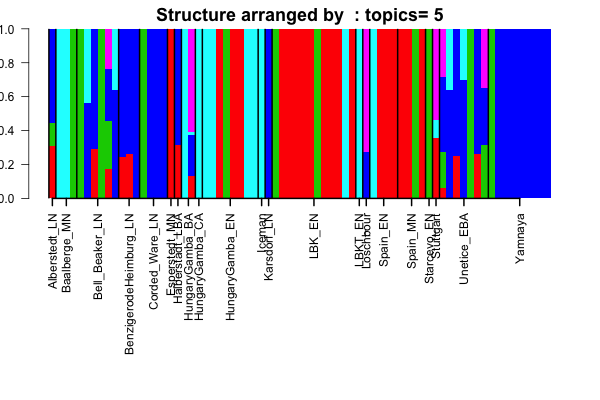 Structure arranged by : topics= 5
1.0
0.8
0.6
0.4
0.2
0.0
Alberstedt_LN
Baalberge_MN
Bell_Beaker_LN
BenzigerodeHeimburg_LN
Corded_Ware_LN
Esperstedt_MN
Halberstadt_LBA
HungaryGamba_BA
HungaryGamba_CA
HungaryGamba_EN
Iceman
Karsdorf_LN
LBK_EN
LBKT_EN
Loschbour
Spain_EN
Spain_MN
Starcevo_EN
Stuttgart
Unetice_EBA
Yamnaya